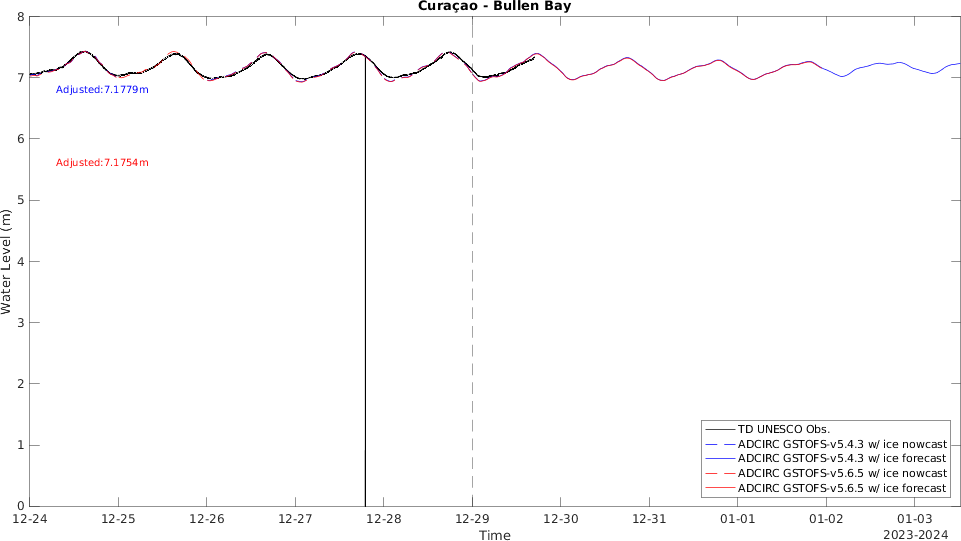 Curaçao - Bullen Bay
8
7
6
5
4
3
2
1
0
Water Level (m)
Adjusted:7.1779m
Adjusted:7.1754m
TD UNESCO Obs.
ADCIRC GSTOFS-v5.4.3 w/ ice nowcast
ADCIRC GSTOFS-v5.4.3 w/ ice forecast
ADCIRC GSTOFS-v5.6.5 w/ ice nowcast
ADCIRC GSTOFS-v5.6.5 w/ ice forecast
12-24 12-25 12-26 12-27 12-28 12-29 12-30 12-31 01-01 01-02 01-03
Time
2023-2024